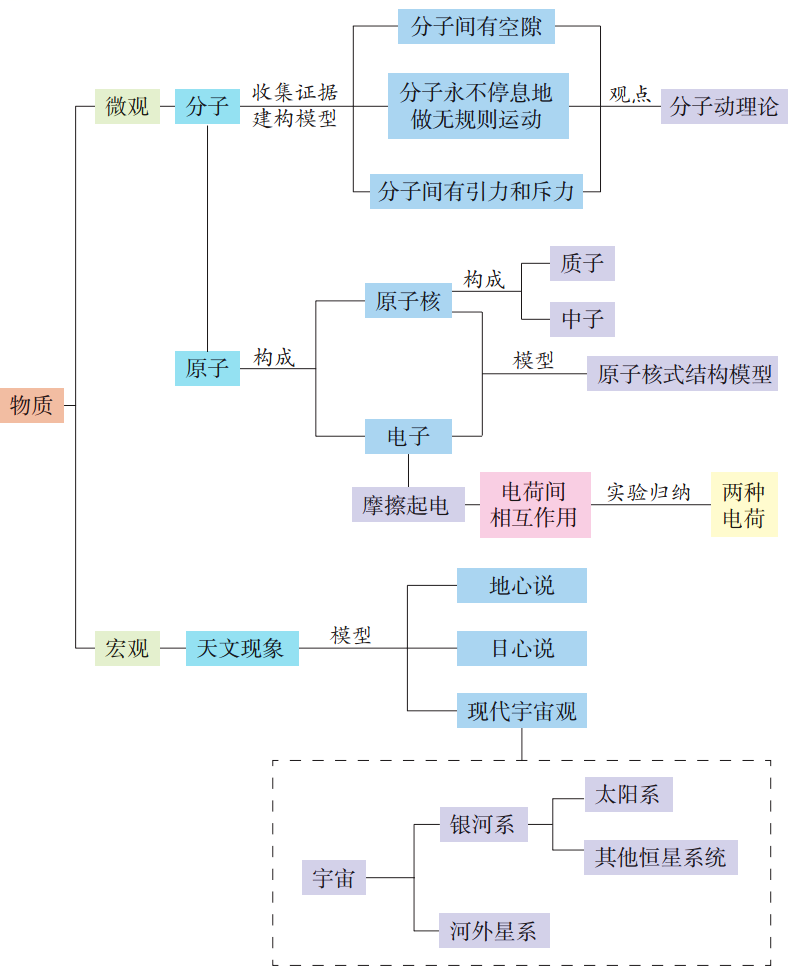 分子间有空隙
微观
分子
收集证据
建构模型
分子永不停息地
做无规则运动
观点
分子动理论
分子间有引力和斥力
原子
构成
原子核
构成
质子
中子
模型
原子核式结构模型
电子
摩擦起电
电荷间
相互作用
实验归纳
两种
电荷
物质
宏观
天文现象
模型
地心说
日心说
现代宇宙观
宇宙
银河系
太阳系
其他恒星系统
河外星系